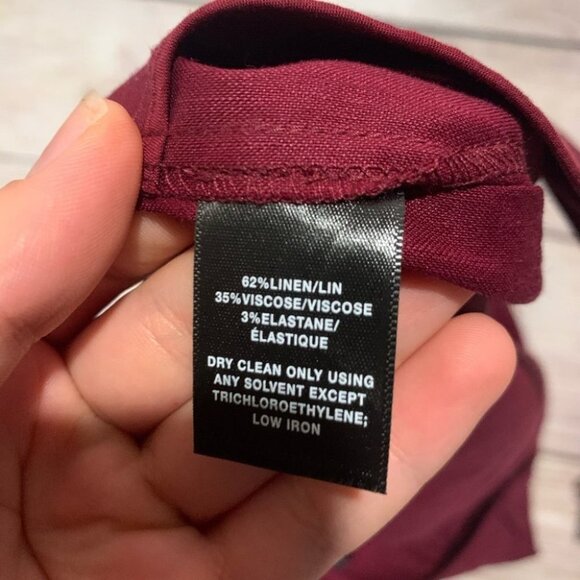 62%LINEN/LIN
35%VISCOSE/VISCOSE
3%ELASTANE/
ÉLASTIQUE
DRY CLEAN ONLY USING
ANY SOLVENT EXCEPT
TRICHLOROETHYLENE;
LOW IRON